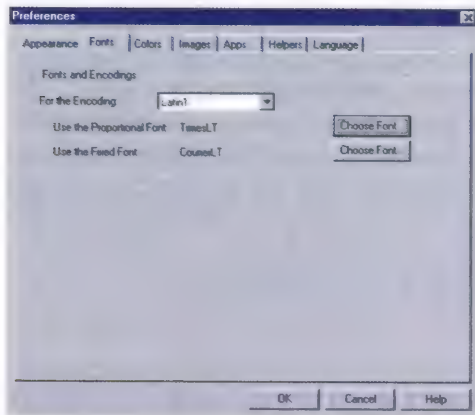 Preferences
Appearance Fonts Colors Images Apps Helpers Language
Fonts and Encodings
For the Encoding Latin1
Use the Proportional Font TimesLT Choose Font
Use the Fixed Font CourierLT Choose Font
OK Cancel Help